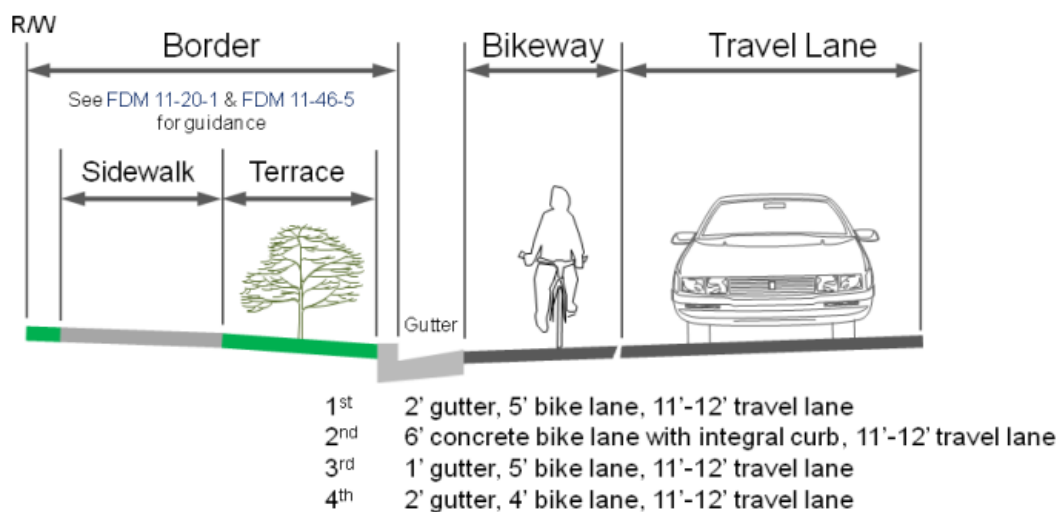 R/W
Border
Bikeway
Travel Lane
See FDM 11-20-1 & FDM 11-46-5
for guidance
Sidewalk
Terrace
Gutter
1st 2' gutter, 5' bike lane, 11'-12' travel lane
2nd 6' concrete bike lane with integral curb, 11'-12' travel lane
3rd 1' gutter, 5' bike lane, 11'-12' travel lane
4th 2' gutter, 4' bike lane, 11'-12' travel lane